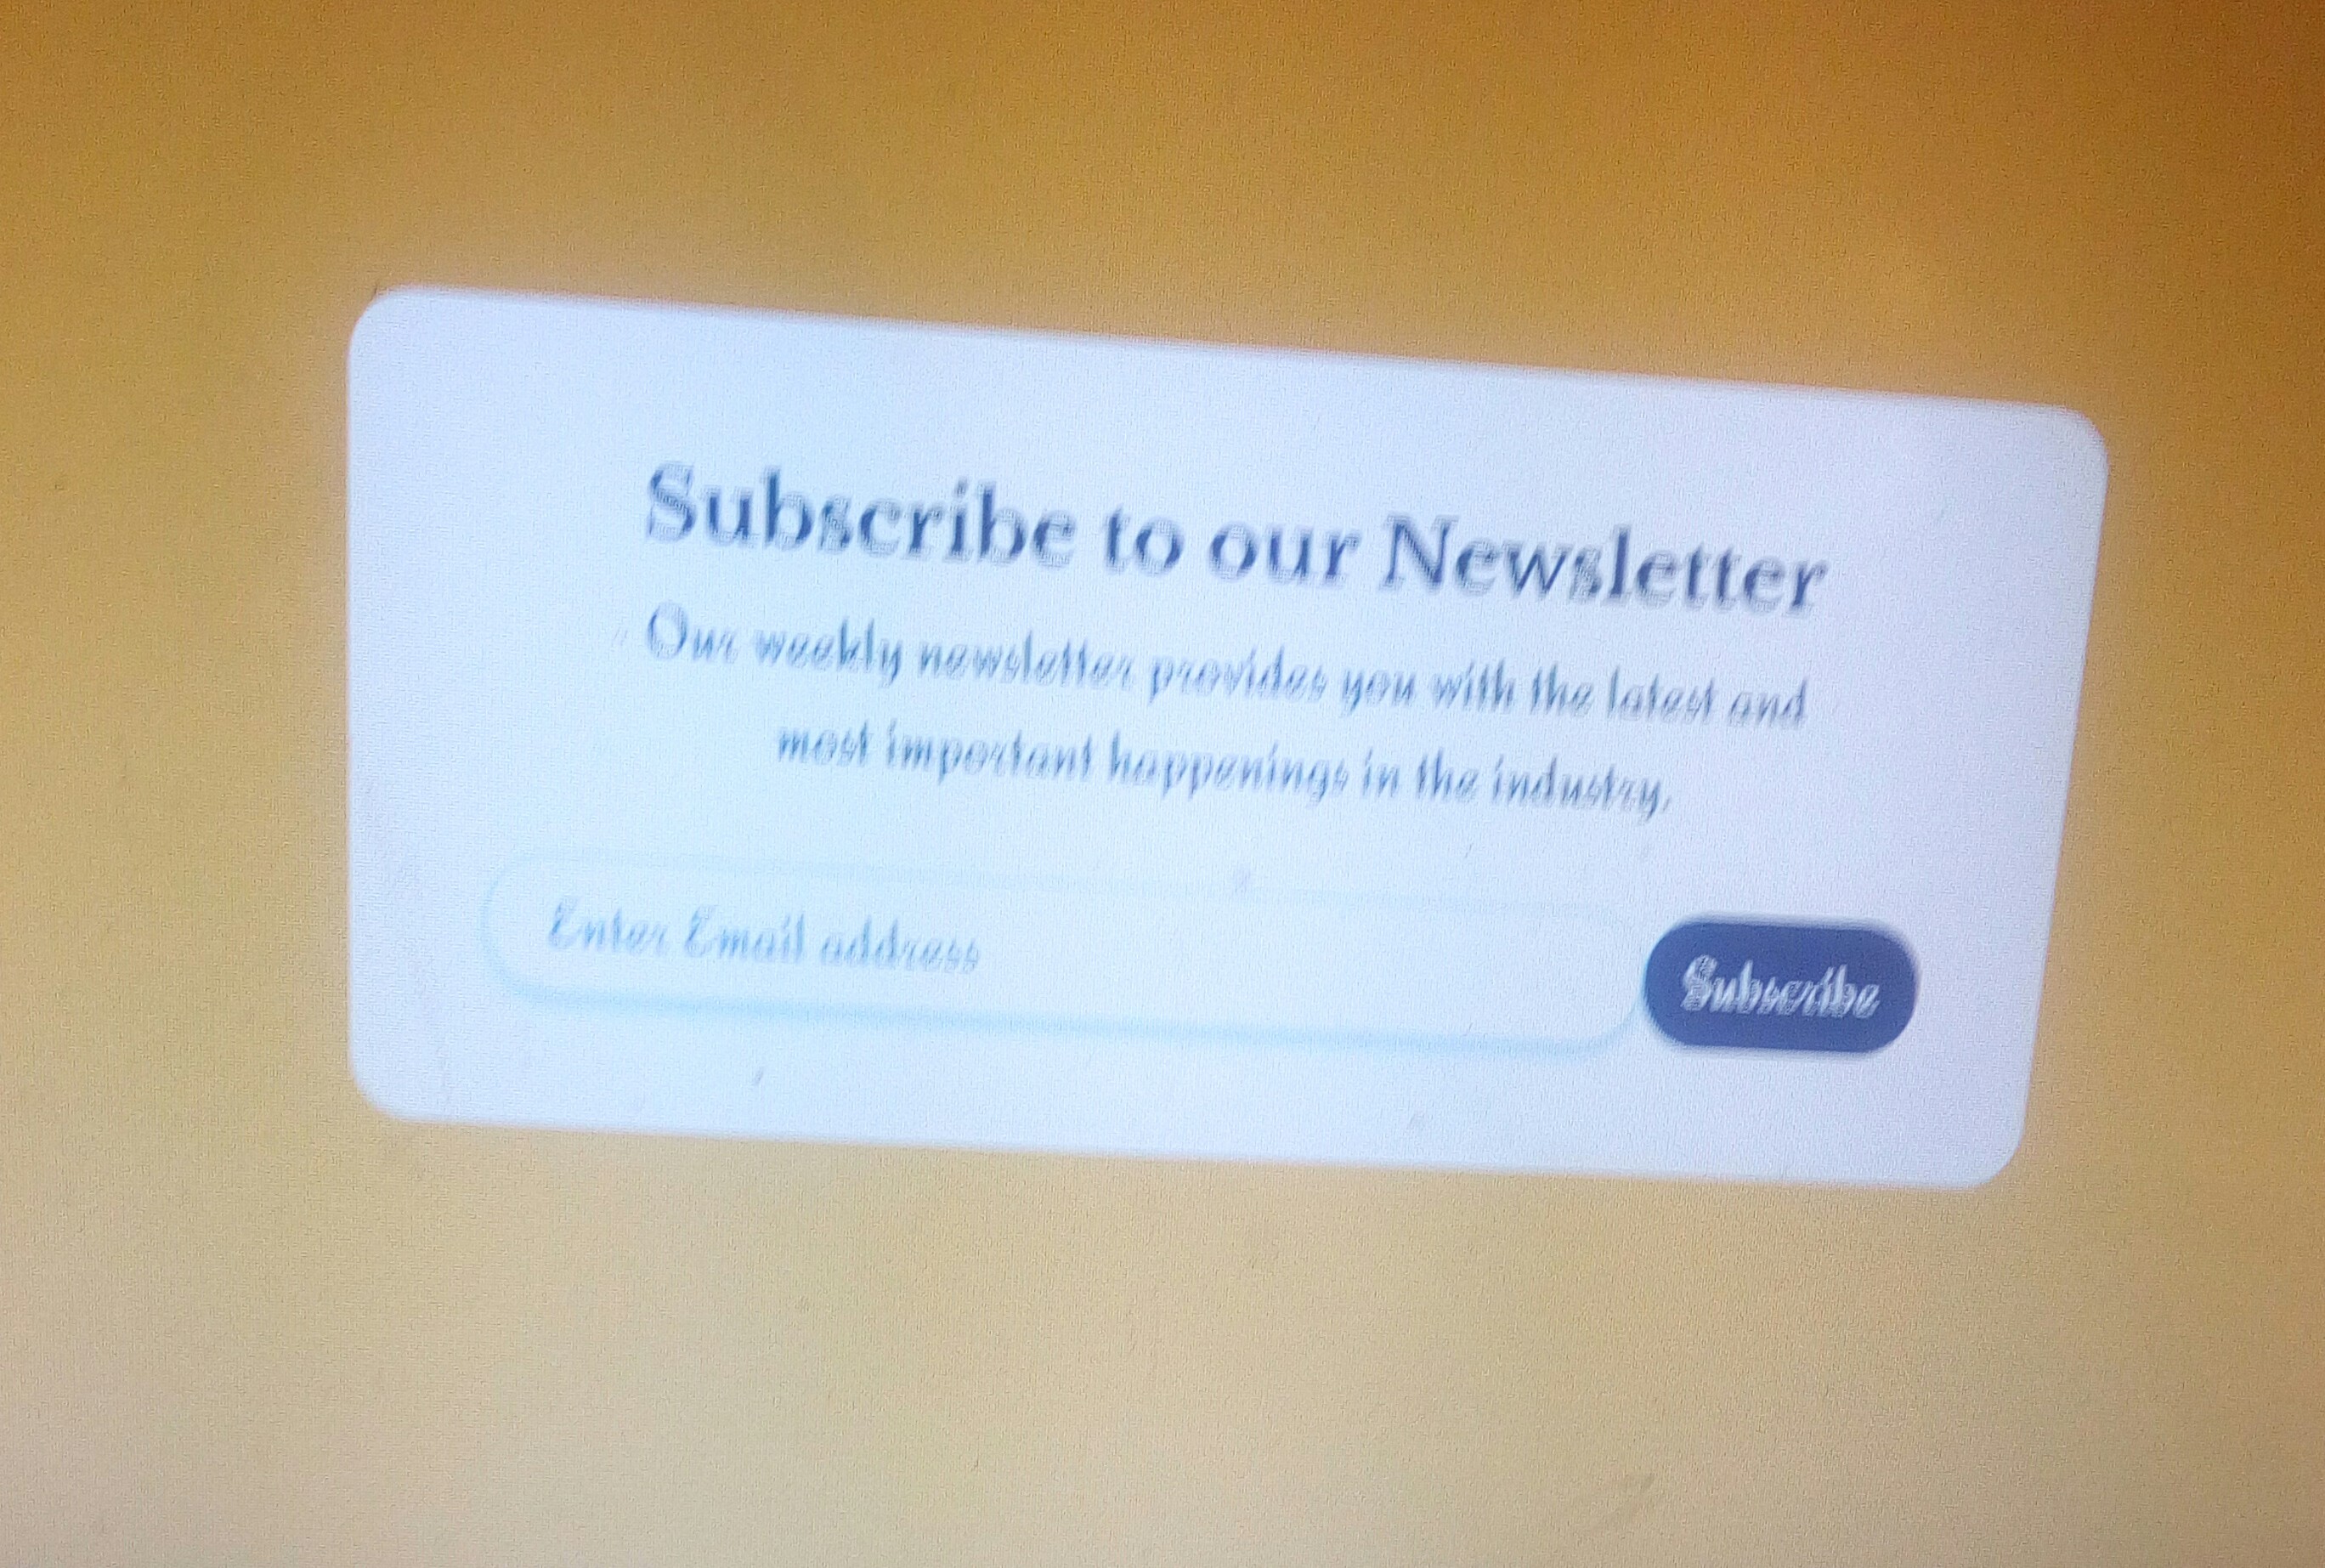 Subscribe to our Newsletter
Our weekly newsletter provides you with the latest and
most important happenings in the industry.
Enter Email address
Subscribe